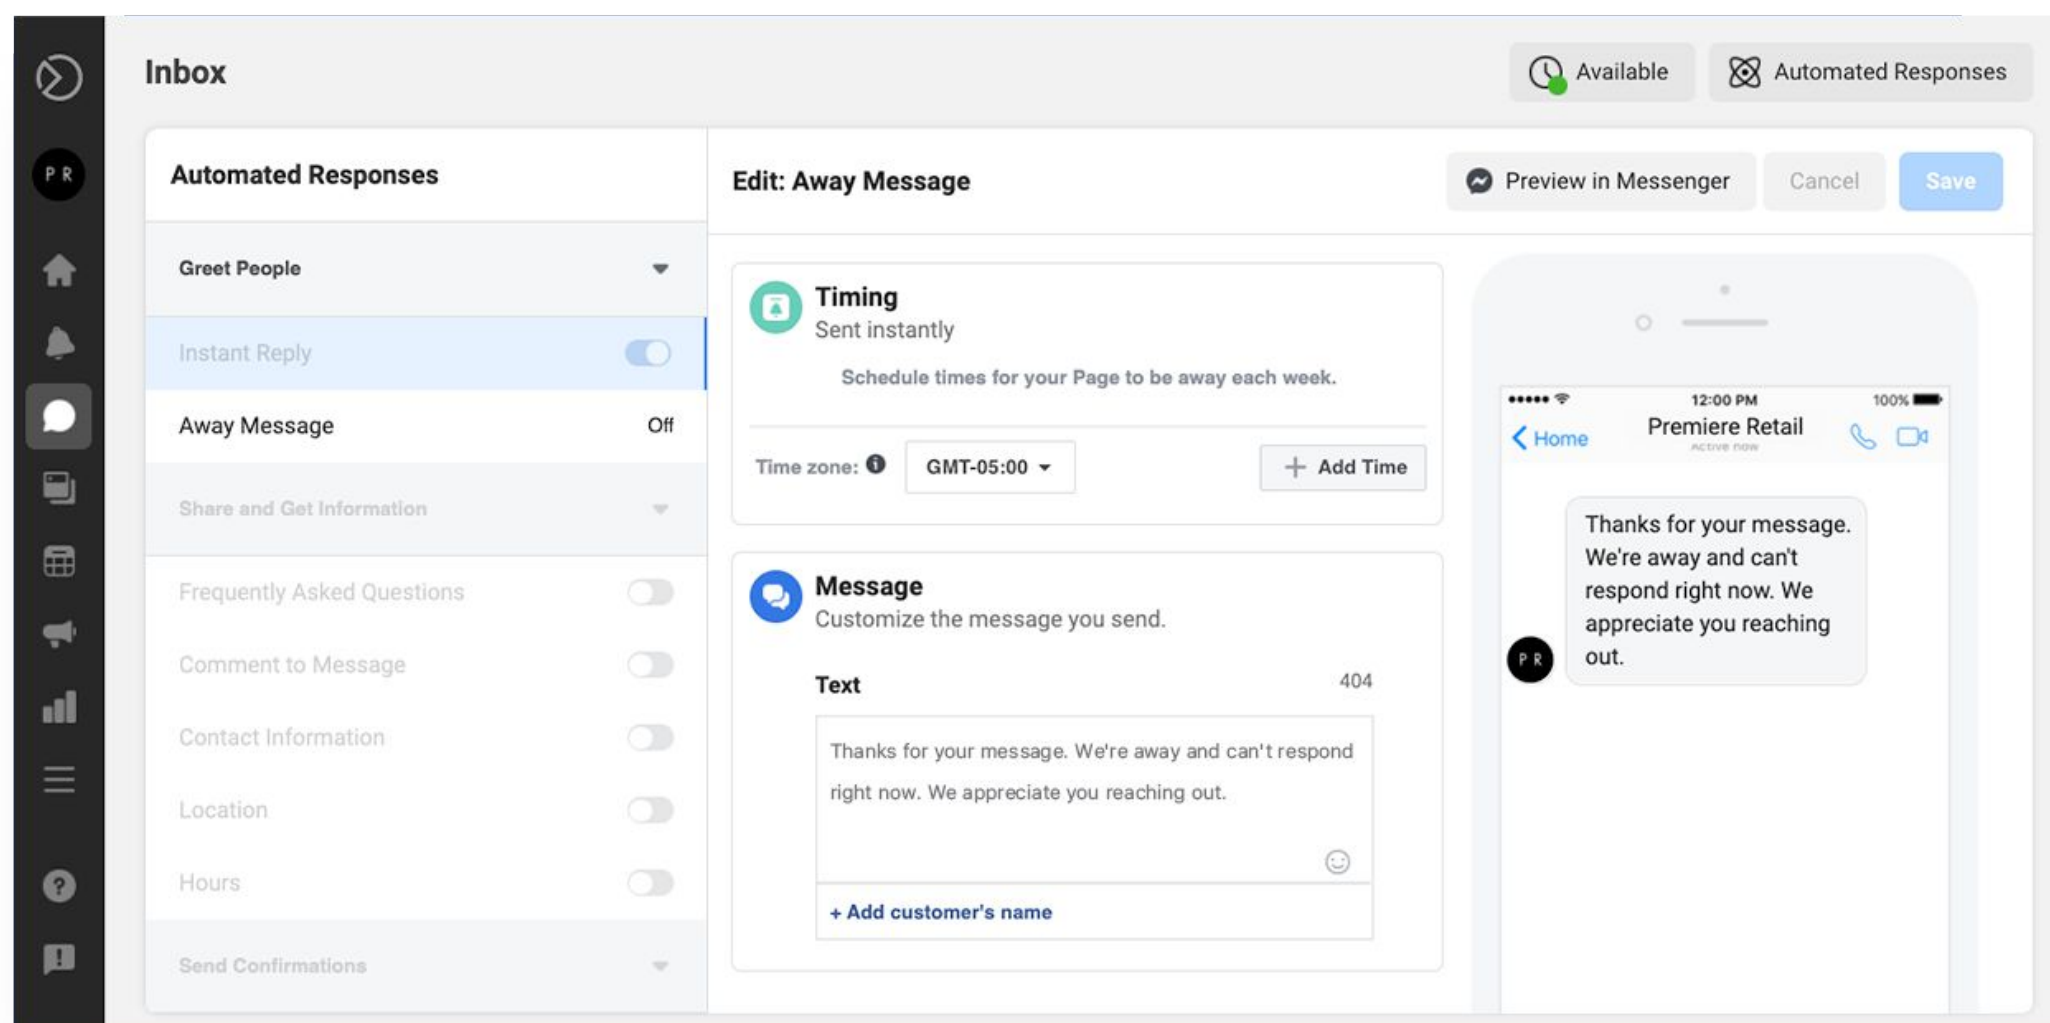 Inbox
Available
Automated Responses
P R
Automated Responses
Greet People
Instant Reply
Away Message
Off
Share and Get Information
Frequently Asked Questions
Comment to Message
Contact Information
Location
Hours
Send Confirmations
Edit: Away Message
Preview in Messenger
Cancel
Save
Timing
Sent instantly
Schedule times for your Page to be away each week.
Time zone:
GMT-05:00
+ Add Time
Message
Customize the message you send.
Text
404
Thanks for your message. We're away and can't respond
right now. We appreciate you reaching out.
+ Add customer's name
12:00 PM
100%
Home
Premiere Retail
Active now
Thanks for your message.
We're away and can't
respond right now. We
appreciate you reaching
out.
P R